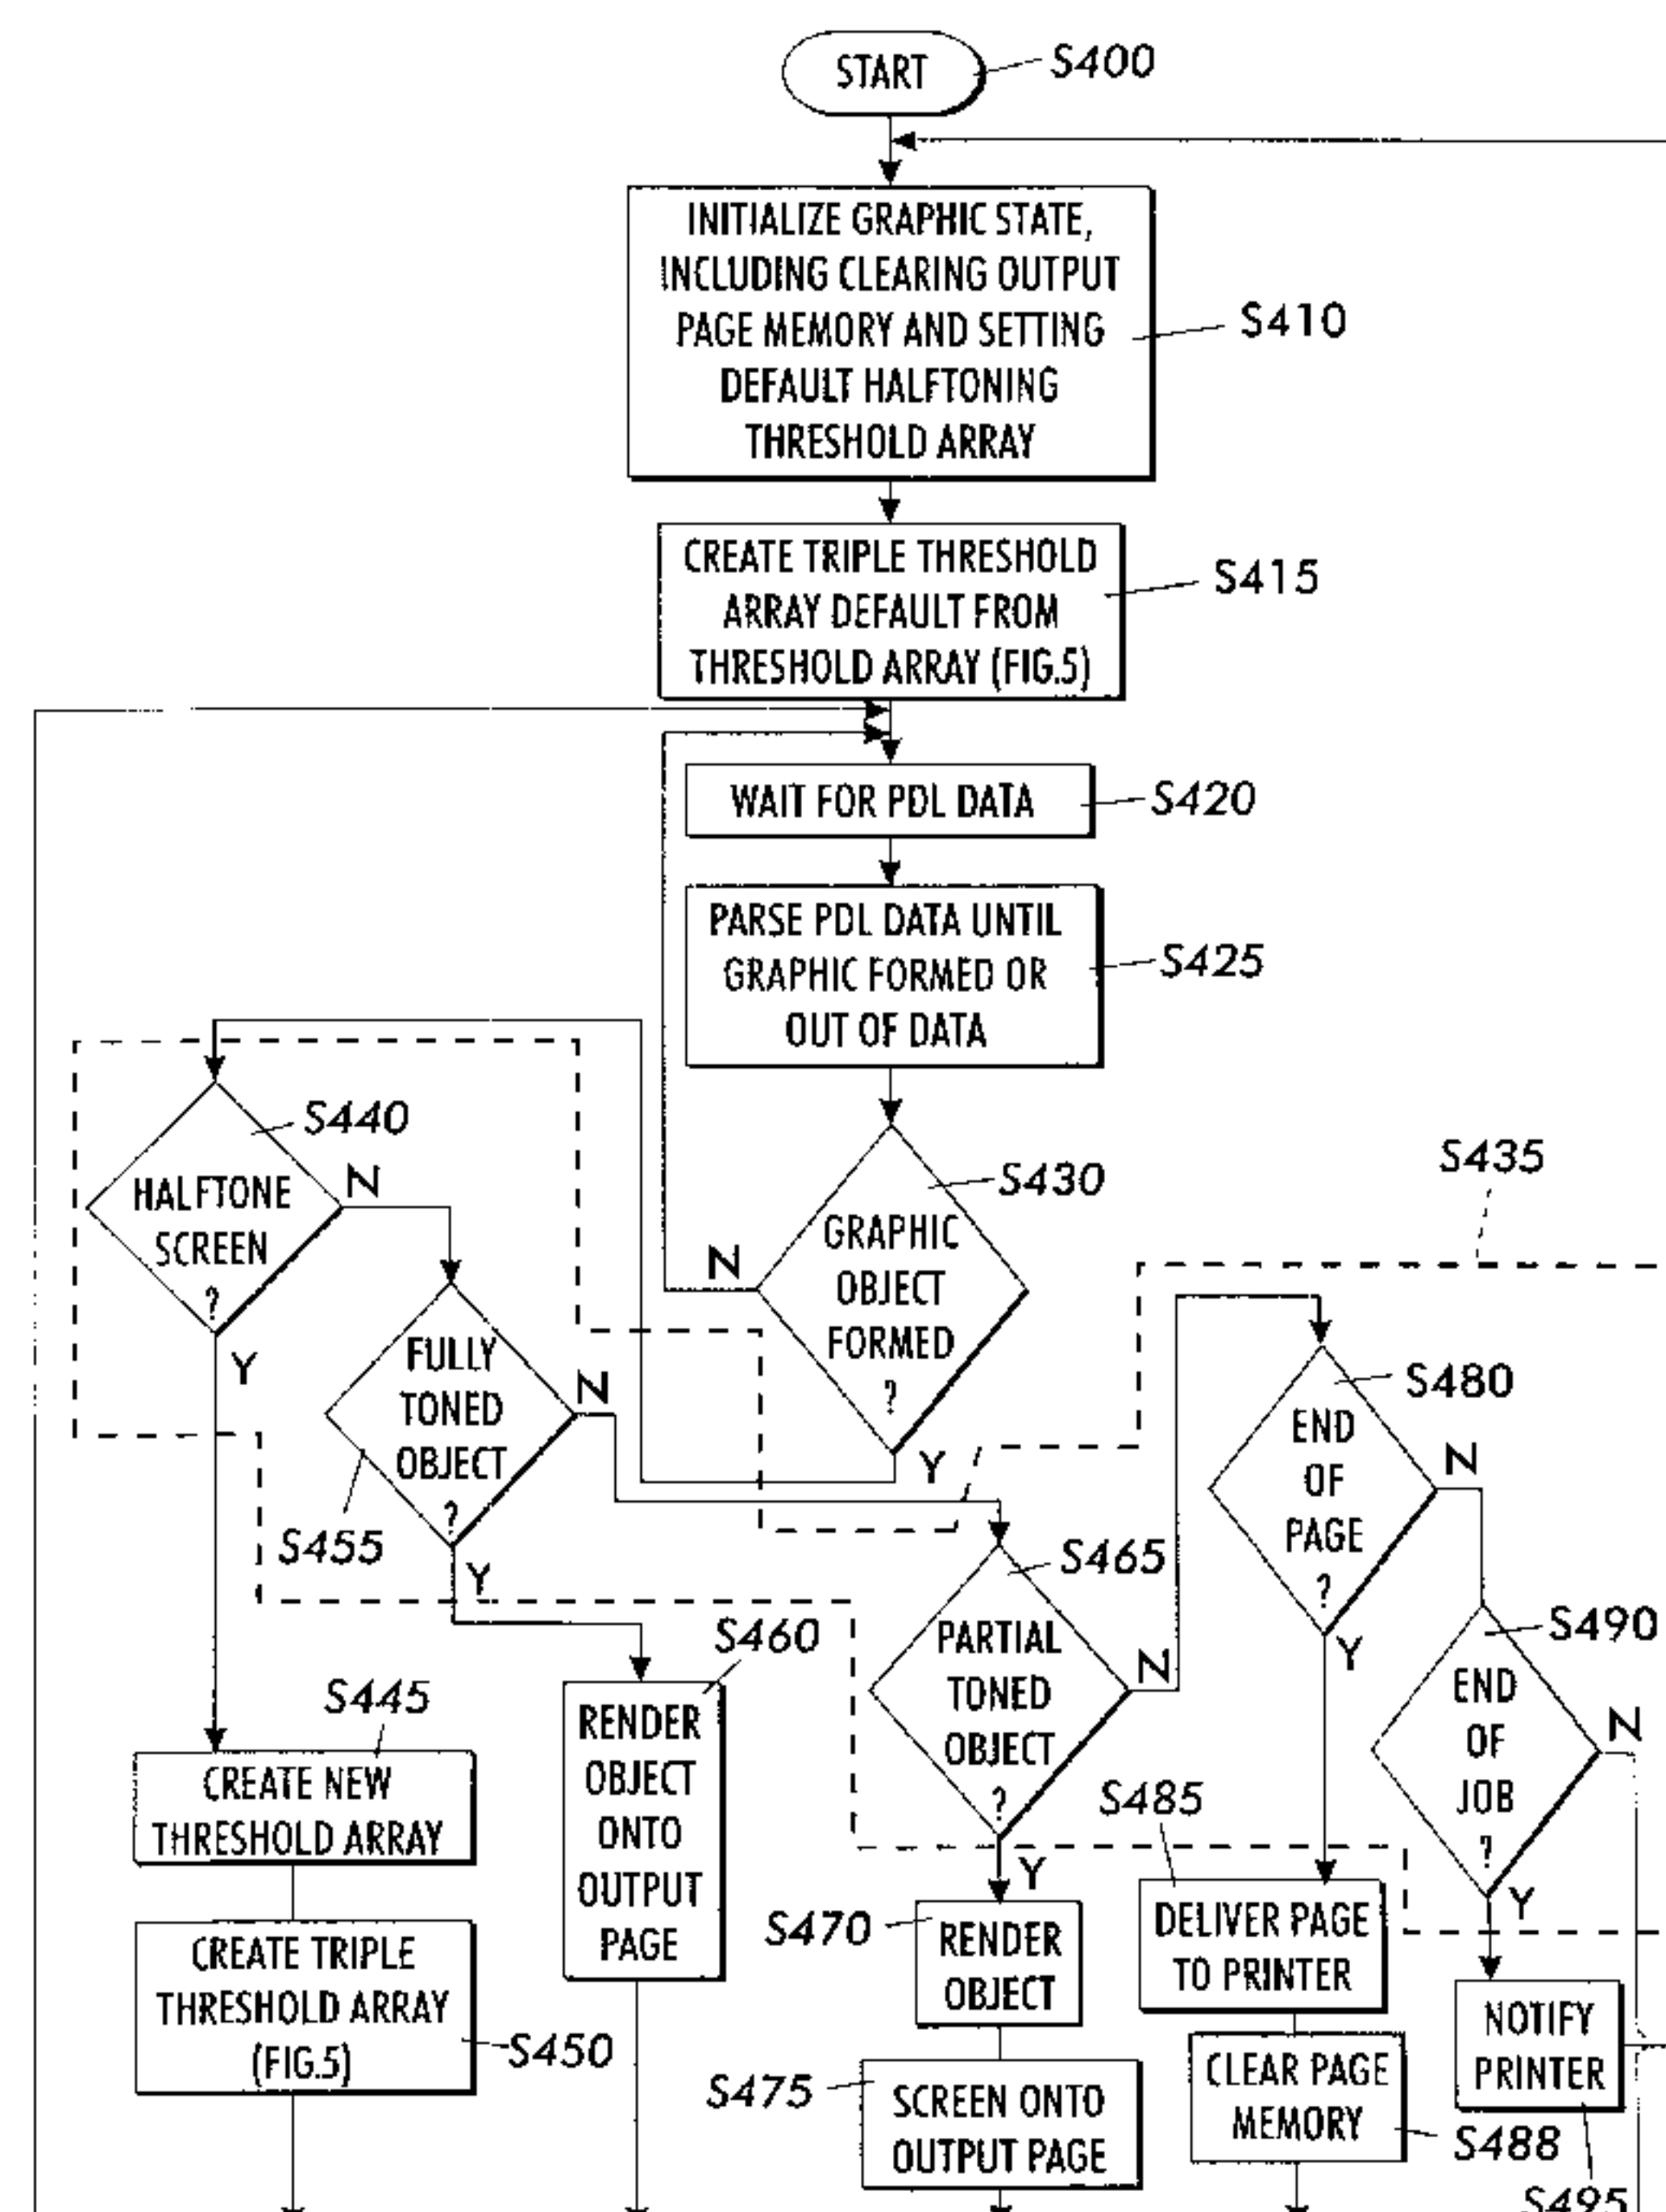 START
S400
INITIALIZE GRAPHIC STATE,
INCLUDING CLEARING OUTPUT
PAGE MEMORY AND SETTING
DEFAULT HALFTONING
THRESHOLD ARRAY
S410
CREATE TRIPLE THRESHOLD
ARRAY DEFAULT FROM
THRESHOLD ARRAY (FIG.5)
S415
WAIT FOR PDL DATA
S420
PARSE PDL DATA UNTIL
GRAPHIC FORMED OR
OUT OF DATA
S425
GRAPHIC
OBJECT
FORMED
?
S430
N
Y
S435
HALFTONE
SCREEN
?
S440
N
Y
FULLY
TONED
OBJECT
?
S455
N
Y
PARTIAL
TONED
OBJECT
?
S465
N
Y
END
OF
PAGE
?
S480
N
Y
END
OF
JOB
?
S490
N
Y
S445
CREATE NEW
THRESHOLD ARRAY
CREATE TRIPLE
THRESHOLD ARRAY
(FIG.5)
S450
S460
RENDER
OBJECT
ONTO
OUTPUT
PAGE
S470
RENDER
OBJECT
S475
SCREEN ONTO
OUTPUT PAGE
S485
DELIVER PAGE
TO PRINTER
CLEAR PAGE
MEMORY
S488
NOTIFY
PRINTER
S495